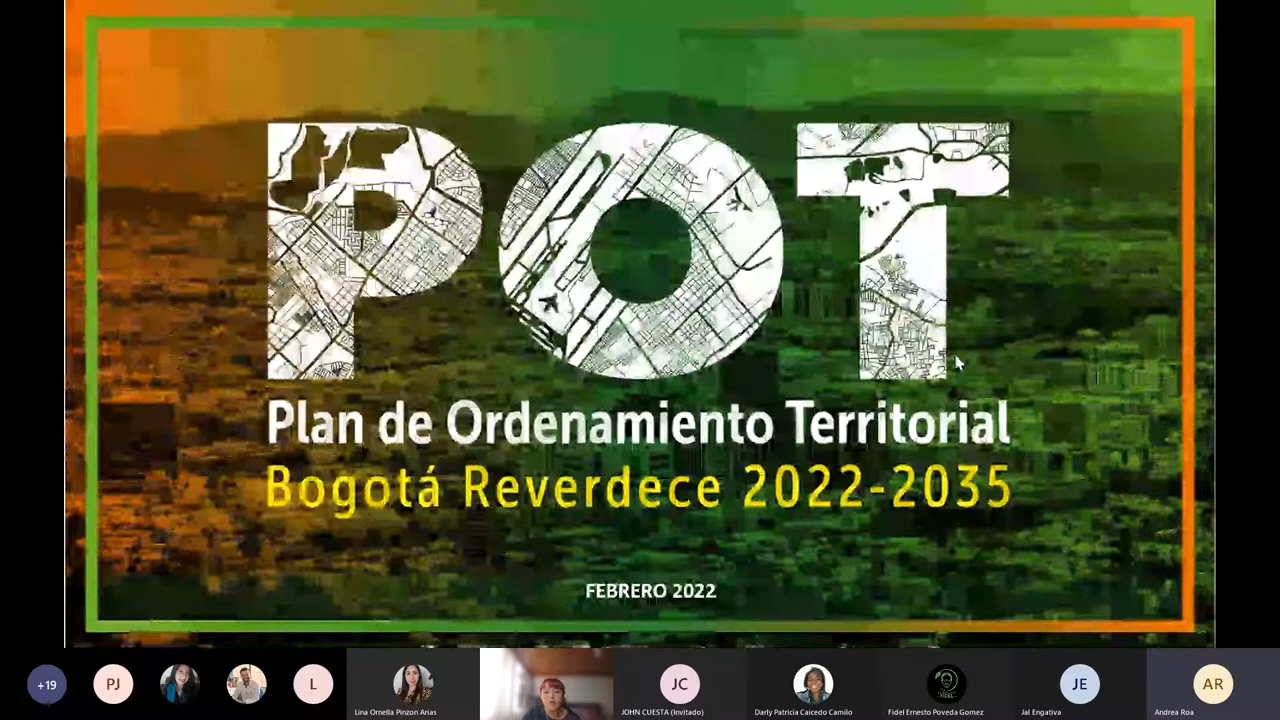 POT
Plan de Ordenamiento Territorial
Bogotá Reverdece 2022-2035
FEBRERO 2022
+19
PJ
L
Lina Ornella Pinzon Arias
JC
JOHN CUESTA (Invitado)
Darly Patricia Caicedo Camilo
Fidel Ernesto Poveda Gomez
JE
Jal Engativa
AR
Andrea Roa